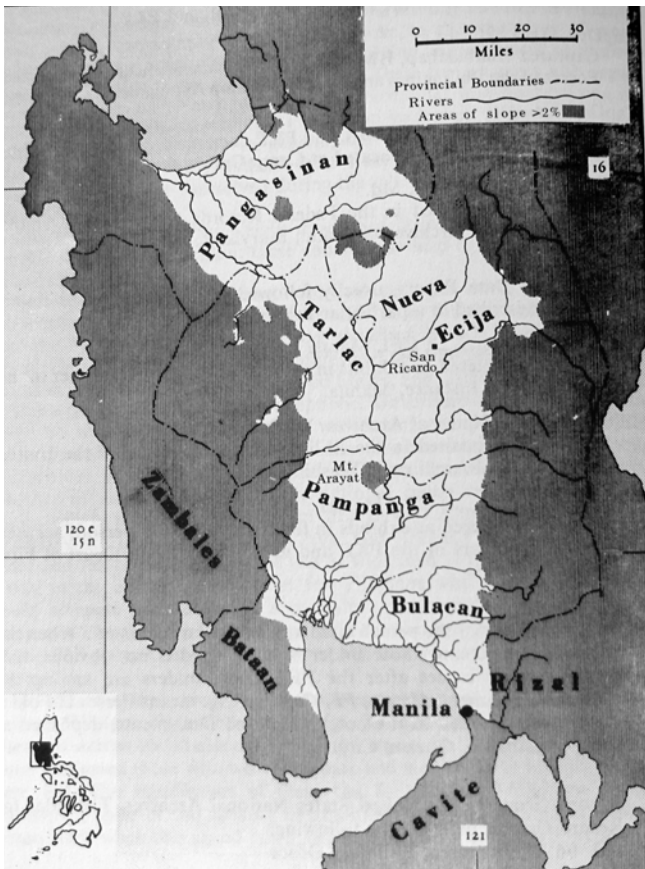 0 10 20 30
Miles
Provincial Boundaries
Rivers
Areas of slope >2%
Pangasinan
16
Nueva
Ecija
Tarlac
San
Ricardo
Mt.
Arayat
Pampanga
Zambales
120 e
15 n
Bulacan
Bataan
Rizal
Manila
Cavite
121